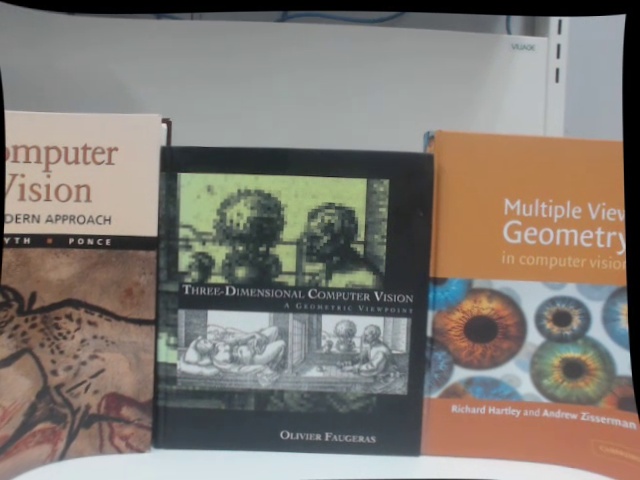 omputer
Vision
DERN APPROACH
YTH ▪ PONCE
THREE-DIMENSIONAL COMPUTER VISION
A GEOMETRIC VIEWPOINT
OLIVIER FAUGERAS
Multiple View
Geometry
in computer vision
Richard Hartley and Andrew Zisserman